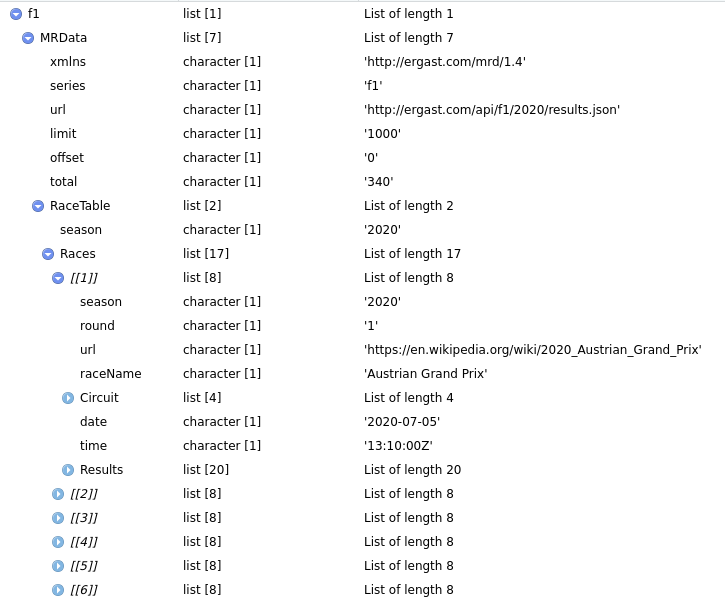 f1 list [1] List of length 1
MRData list [7] List of length 7
xmlns character [1] 'http://ergast.com/mrd/1.4'
series character [1] 'f1'
url character [1] 'http://ergast.com/api/f1/2020/results.json'
limit character [1] '1000'
offset character [1] '0'
total character [1] '340'
RaceTable list [2] List of length 2
season character [1] '2020'
Races list [17] List of length 17
[[1]] list [8] List of length 8
season character [1] '2020'
round character [1] '1'
url character [1] 'https://en.wikipedia.org/wiki/2020_Austrian_Grand_Prix'
raceName character [1] 'Austrian Grand Prix'
Circuit list [4] List of length 4
date character [1] '2020-07-05'
time character [1] '13:10:00Z'
Results list [20] List of length 20
[[2]] list [8] List of length 8
[[3]] list [8] List of length 8
[[4]] list [8] List of length 8
[[5]] list [8] List of length 8
[[6]] list [8] List of length 8